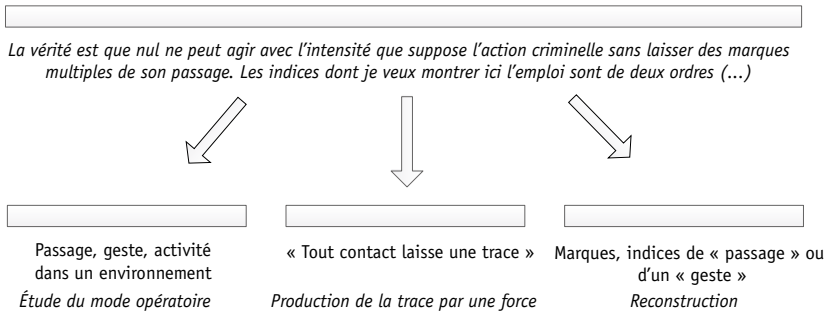 La vérité est que nul ne peut agir avec l'intensité que suppose l'action criminelle sans laisser des marques
multiples de son passage. Les indices dont je veux montrer ici l'emploi sont de deux ordres (...)
Passage, geste, activité
dans un environnement
Étude du mode opératoire
« Tout contact laisse une trace »
Production de la trace par une force
Marques, indices de « passage » ou
d'un « geste »
Reconstruction